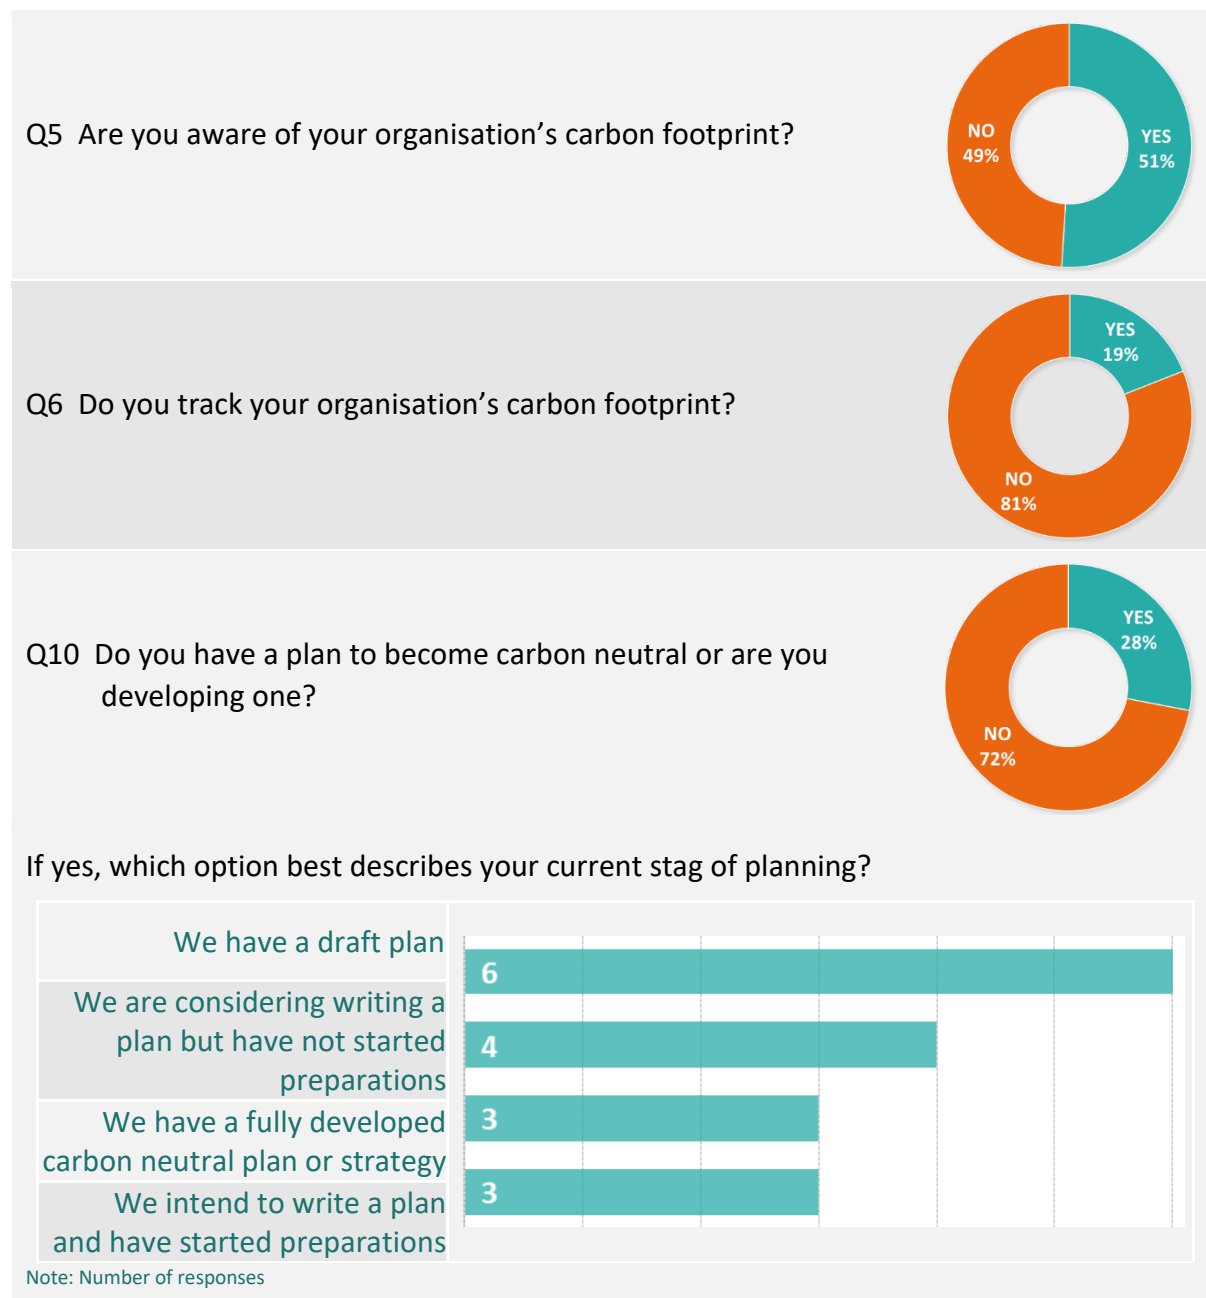 Q5 Are you aware of your organisation’s carbon footprint?
NO
49%
YES
51%
Q6 Do you track your organisation’s carbon footprint?
YES
19%
NO
81%
Q10 Do you have a plan to become carbon neutral or are you
developing one?
YES
28%
NO
72%
If yes, which option best describes your current stag of planning?
We have a draft plan
6
We are considering writing a
plan but have not started
preparations
4
We have a fully developed
carbon neutral plan or strategy
3
We intend to write a plan
and have started preparations
3
Note: Number of responses